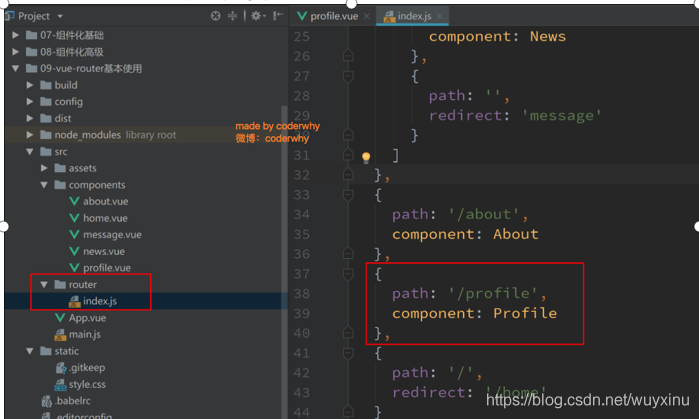 Project
profile.vue
index.js
07-组件化基础
08-组件化高级
09-vue-router基本使用
build
config
dist
node_modules library root
src
assets
components
about.vue
home.vue
message.vue
news.vue
profile.vue
router
index.js
App.vue
main.js
static
.gitkeep
style.css
.babelrc
.editorconfig
made by coderwhy
微博：coderwhy
25 component: News
26 },
27 {
28 path: '',
29 redirect: 'message'
30 }
31 ]
32 },
33 {
34 path: '/about',
35 component: About
36 },
37 {
38 path: '/profile',
39 component: Profile
40 },
41 {
42 path: '/',
43 redirect: '/home'
44 }
https://blog.csdn.net/wuyxinu